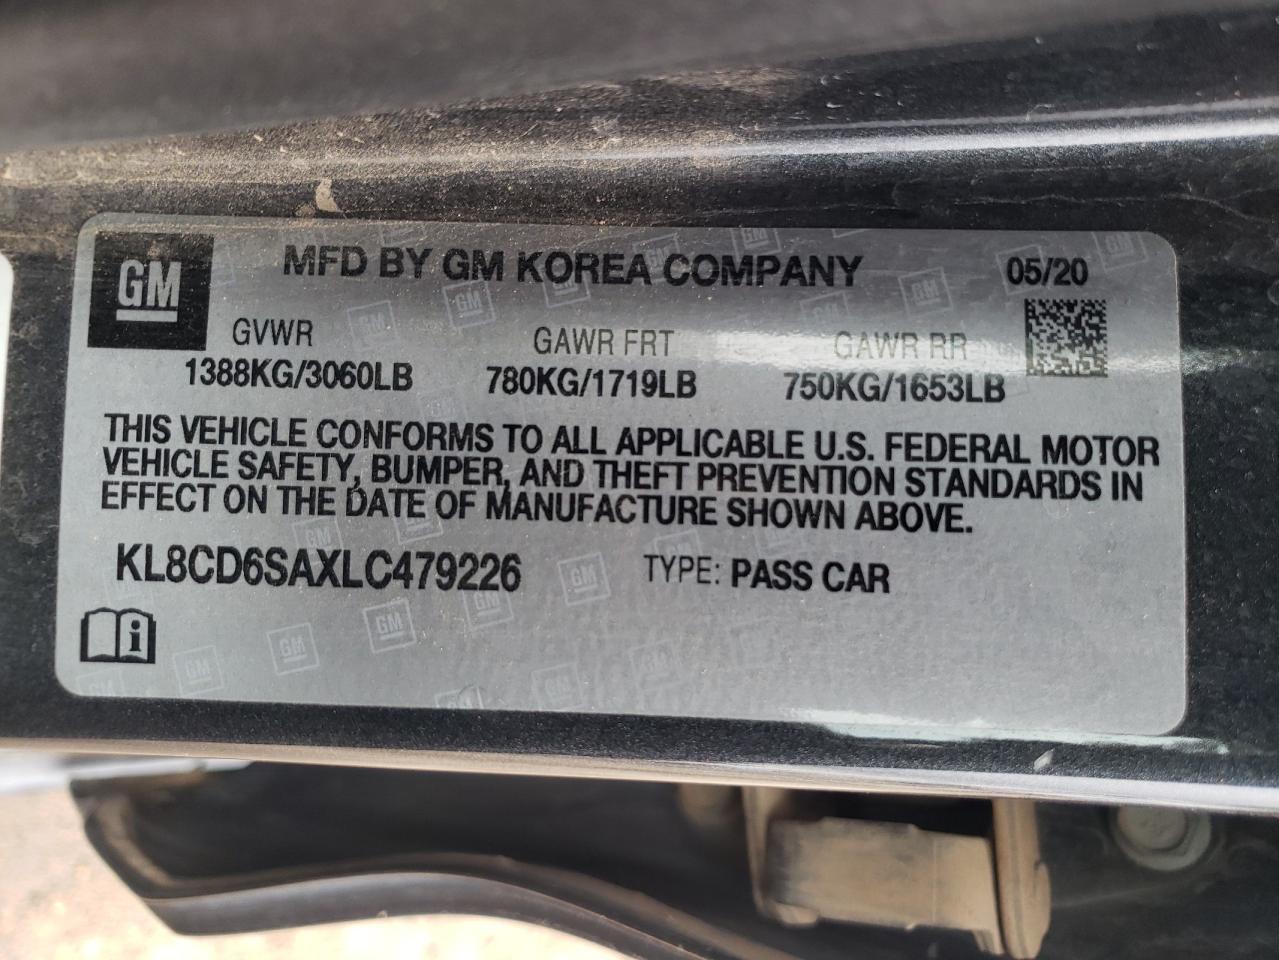 GM
MFD BY GM KOREA COMPANY 05/20
GVWR GAWR FRT GAWR RR
1388KG/3060LB 780KG/1719LB 750KG/1653LB
THIS VEHICLE CONFORMS TO ALL APPLICABLE U.S. FEDERAL MOTOR
VEHICLE SAFETY, BUMPER, AND THEFT PREVENTION STANDARDS IN
EFFECT ON THE DATE OF MANUFACTURE SHOWN ABOVE.
KL8CD6SAXLC479226 TYPE: PASS CAR